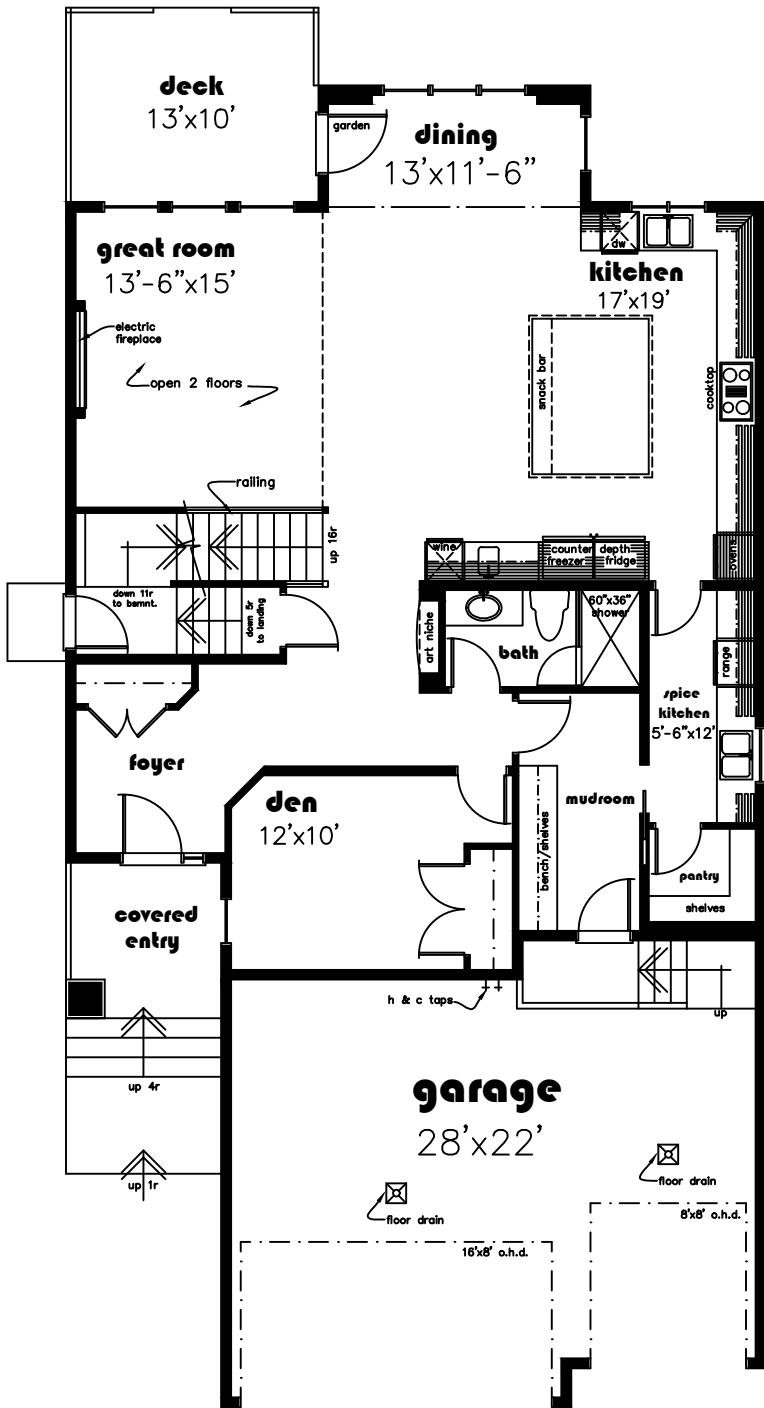 deck
13'x10'
garden
dining
13'x11'-6"
great room
13'-6"x15'
dw
kitchen
17'x19'
electric
fireplace
open 2 floors
snack bar
cooktop
railing
up 16r
wine
counter depth
freezer fridge
ovens
down 11r
to bsmnt.
down 5r
to landing
60"x36"
shower
art niche
bath
range
spice
kitchen
5'-6"x12'
foyer
den
12'x10'
mudroom
bench/shelves
pantry
shelves
covered
entry
h & c taps
up
up 4r
garage
28'x22'
floor drain
up 1r
floor drain
8'x8' o.h.d.
16'x8' o.h.d.